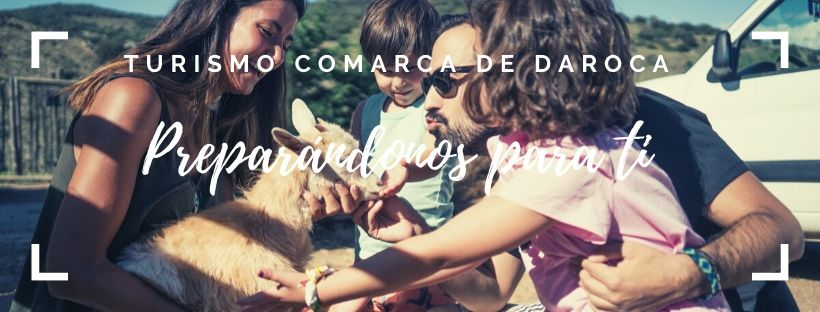 TURISMO COMARCA DE DAROCA
Preparándonos para tí